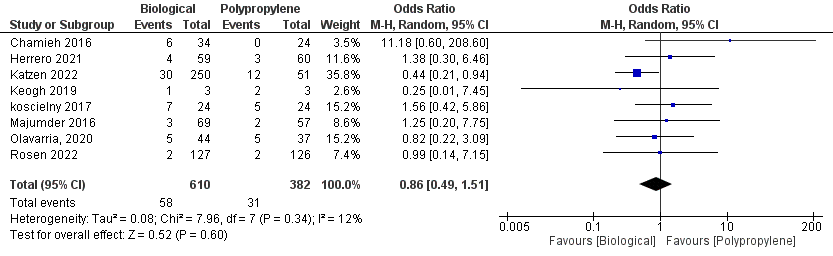 Biological Polypropylene Odds Ratio Odds Ratio
Study or Subgroup Events Total Events Total Weight M-H, Random, 95% CI M-H, Random, 95% CI
Chamieh 2016 6 34 0 24 3.5% 11.18 [0.60, 208.60]
Herrero 2021 4 59 3 60 11.6% 1.38 [0.30, 6.46]
Katzen 2022 30 250 12 51 35.8% 0.44 [0.21, 0.94]
Keogh 2019 1 3 2 3 2.6% 0.25 [0.01, 7.45]
koscielny 2017 7 24 5 24 15.2% 1.56 [0.42, 5.86]
Majumder 2016 3 69 2 57 8.6% 1.25 [0.20, 7.75]
Olavarria, 2020 5 44 5 37 15.2% 0.82 [0.22, 3.09]
Rosen 2022 2 127 2 126 7.4% 0.99 [0.14, 7.15]
Total (95% CI) 610 382 100.0% 0.86 [0.49, 1.51]
Total events 58 31
Heterogeneity: Tau² = 0.08; Chi² = 7.96, df = 7 (P = 0.34); I² = 12%
Test for overall effect: Z = 0.52 (P = 0.60)
0.005 0.1 1 10 200
Favours [Biological] Favours [Polypropylene]